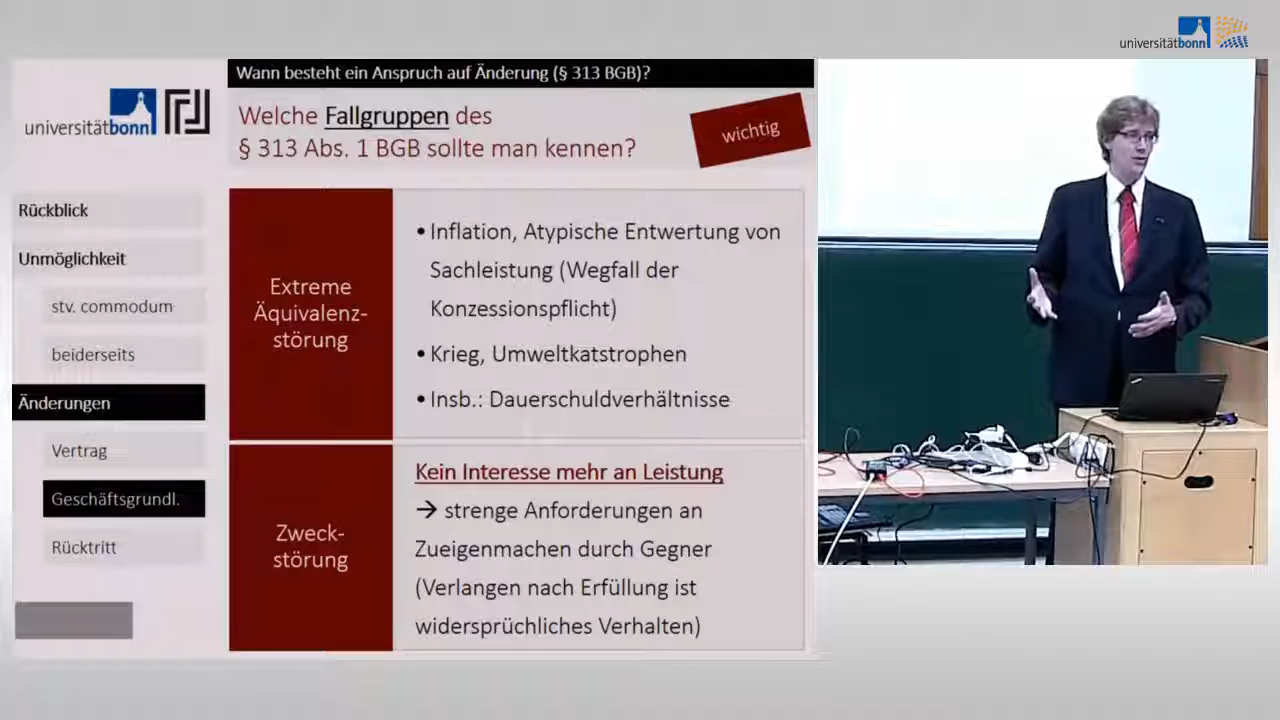 universitätbonn
Wann besteht ein Anspruch auf Änderung (§ 313 BGB)?
universitätbonn
Welche Fallgruppen des
§ 313 Abs. 1 BGB sollte man kennen?
wichtig
Rückblick
Unmöglichkeit
stv. commodum
beiderseits
Änderungen
Vertrag
Geschäftsgrundl.
Rücktritt
Extreme
Äquivalenz-
störung
• Inflation, Atypische Entwertung von
Sachleistung (Wegfall der
Konzessionspflicht)
• Krieg, Umweltkatstrophen
• Insb.: Dauerschuldverhältnisse
Zweck-
störung
Kein Interesse mehr an Leistung
→ strenge Anforderungen an
Zueigenmachen durch Gegner
(Verlangen nach Erfüllung ist
widersprüchliches Verhalten)